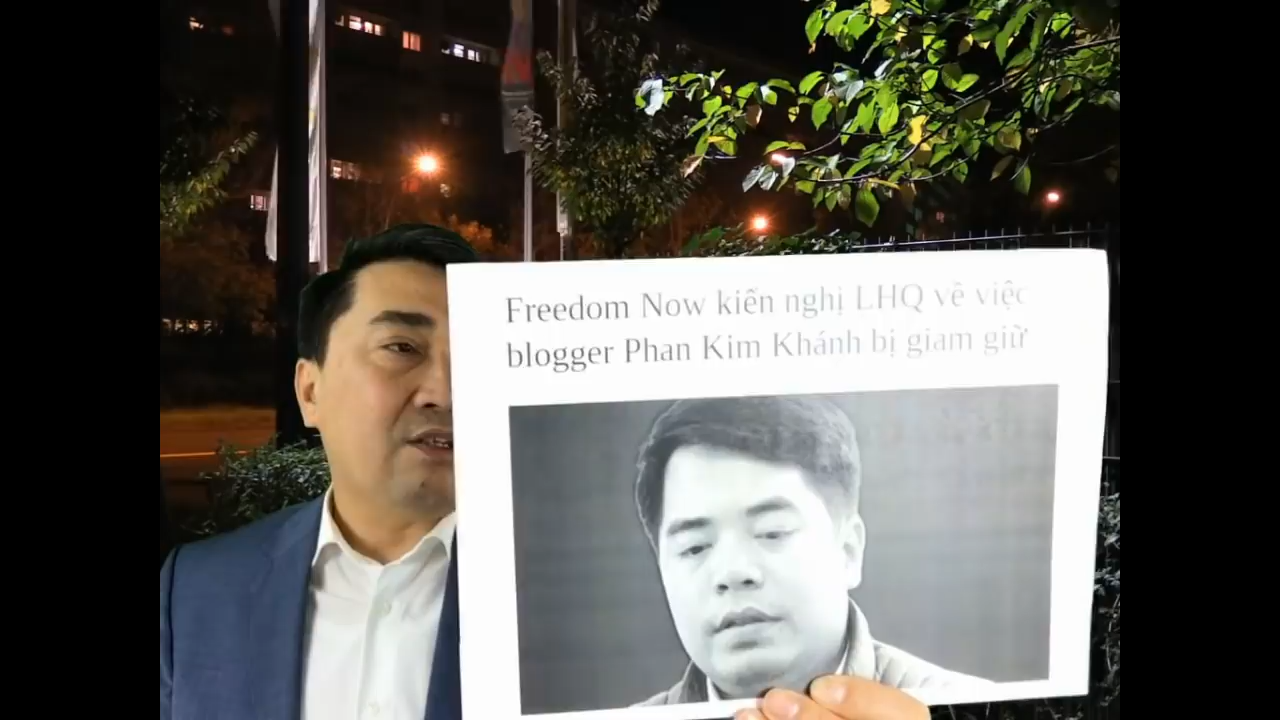 Freedom Now kiến nghị LHQ về việc
blogger Phan Kim Khánh bị giam giữ